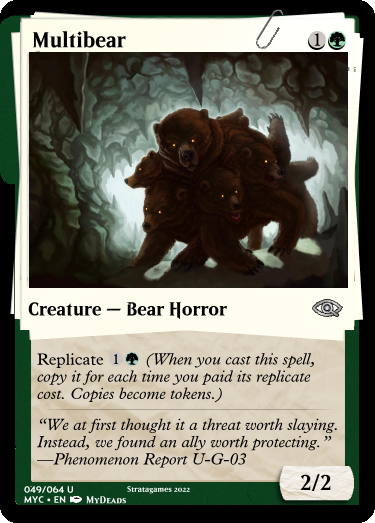 Multibear 1
Creature — Bear Horror
Replicate 1 (When you cast this spell,
copy it for each time you paid its replicate
cost. Copies become tokens.)
“We at first thought it a threat worth slaying.
Instead, we found an ally worth protecting.”
—Phenomenon Report U-G-03
2/2
049/064 U Stratagames 2022
MYC • EN MyDeads